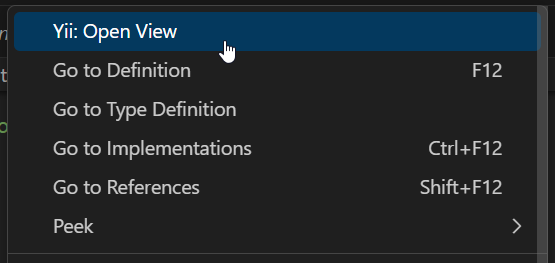 Yii: Open View
Go to Definition F12
Go to Type Definition
Go to Implementations Ctrl+F12
Go to References Shift+F12
Peek